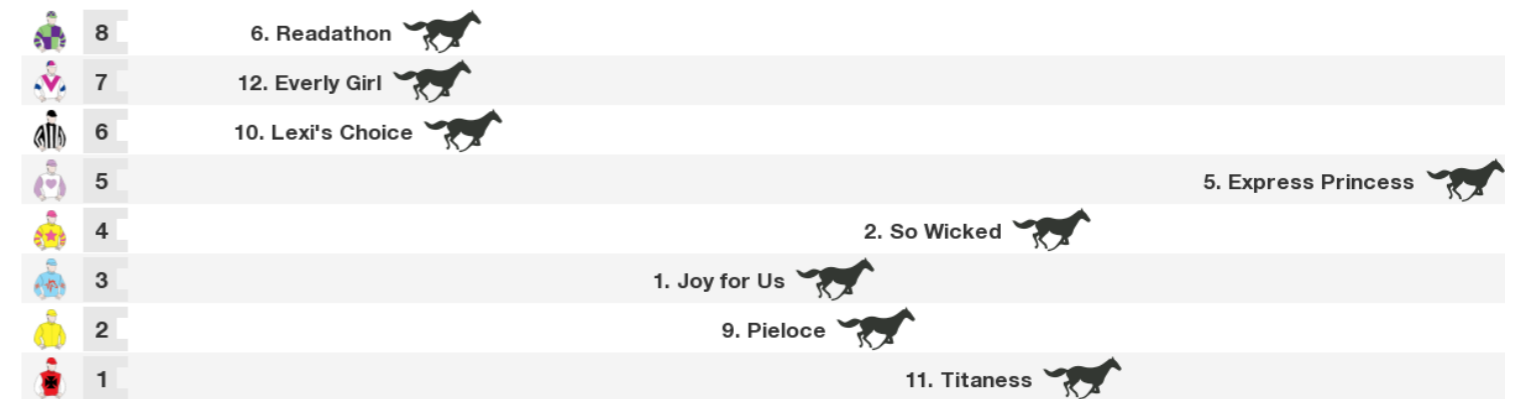 8 6. Readathon
7 12. Everly Girl
6 10. Lexi's Choice
5 5. Express Princess
4 2. So Wicked
3 1. Joy for Us
2 9. Pieloce
1 11. Titaness